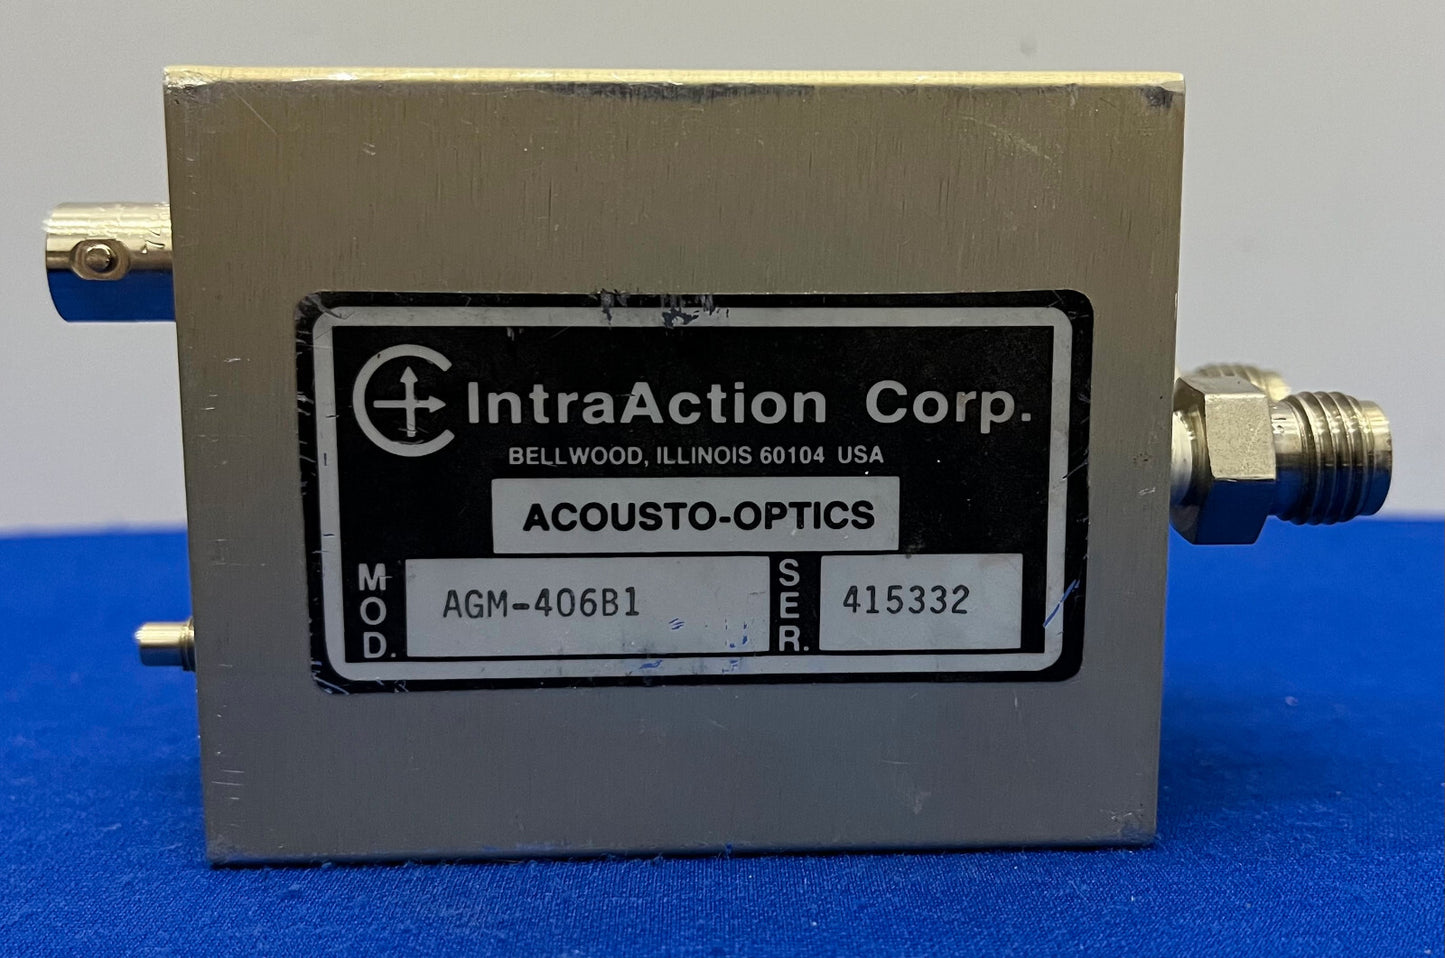 IntraAction Corp.
BELLWOOD, ILLINOIS 60104 USA
ACOUSTO-OPTICS
MOD. AGM-406B1 SER. 415332